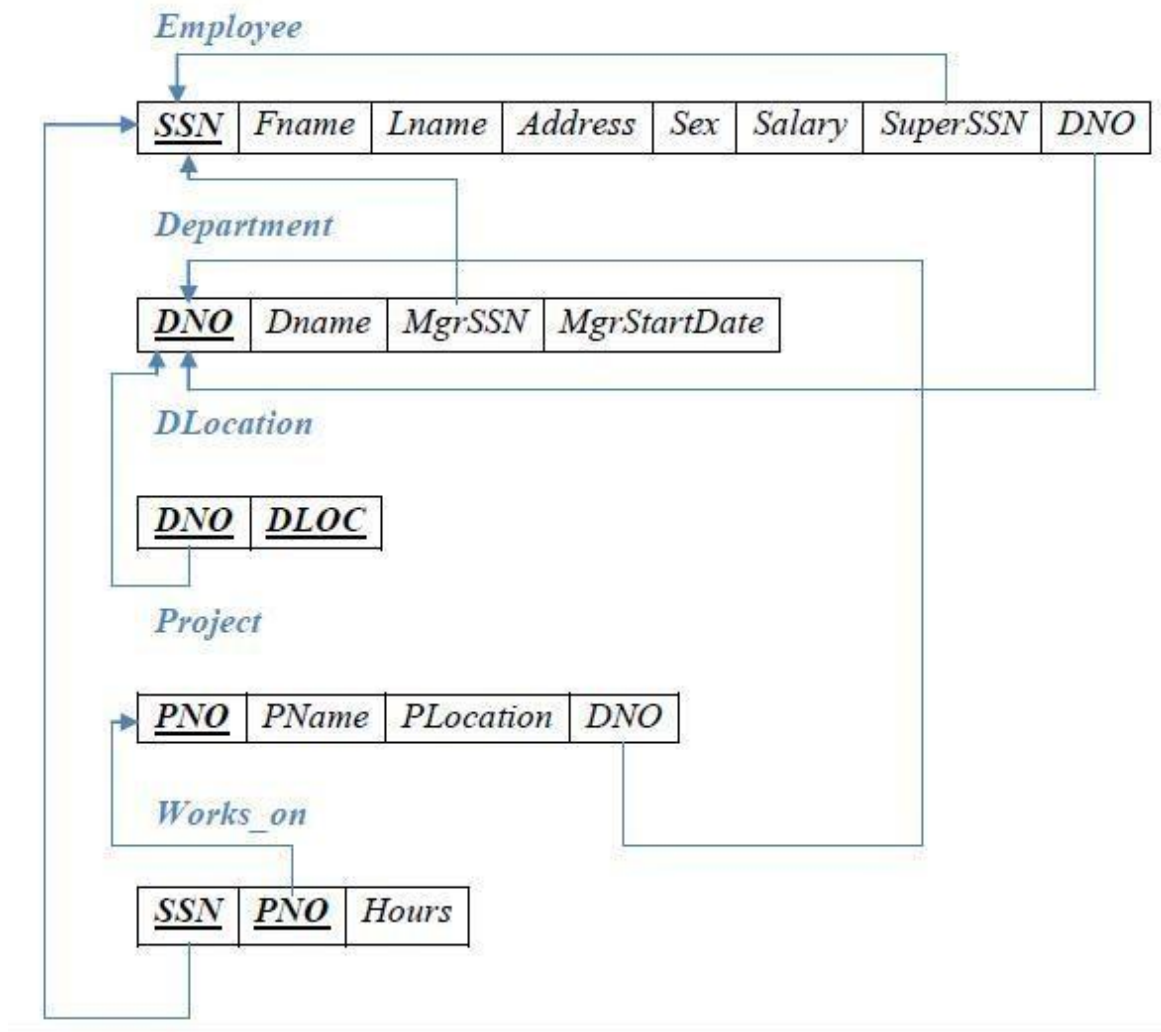 Employee
SSN Fname Lname Address Sex Salary SuperSSN DNO
Department
DNO Dname MgrSSN MgrStartDate
DLocation
DNO DLOC
Project
PNO PName PLocation DNO
Works_on
SSN PNO Hours